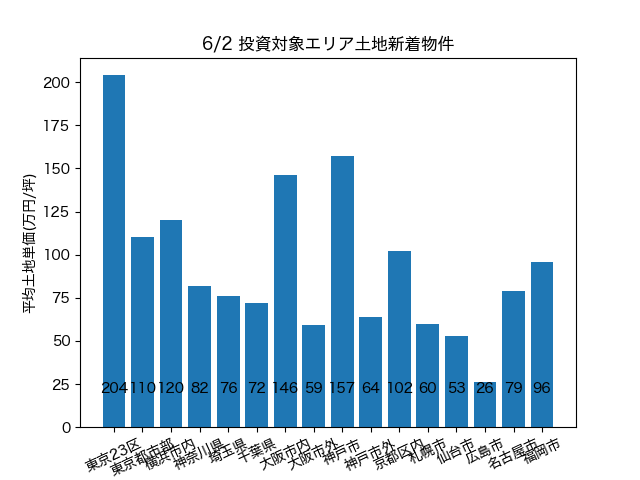 6/2 投資対象エリア土地新着物件
平均土地単価(万円/坪)
200
175
150
125
100
75
50
25
0
204 110 120 82 76 72 146 59 157 64 102 60 53 26 79 96
東京23区
東京都市部
横浜市内
神奈川県
埼玉県
千葉県
大阪市内
大阪市外
神戸市
神戸市外
京都区内
札幌市
仙台市
広島市
名古屋市
福岡市